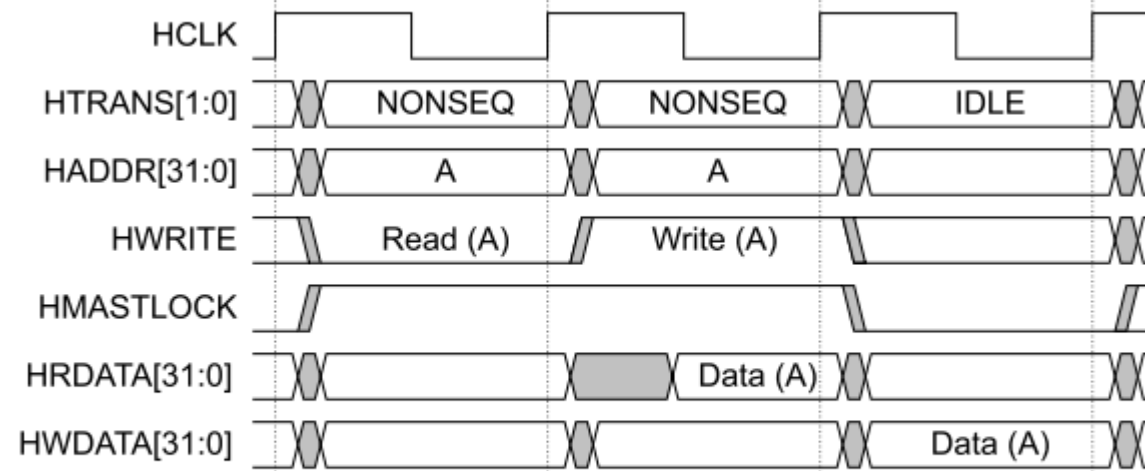 HCLK
HTRANS[1:0] NONSEQ NONSEQ IDLE
HADDR[31:0] A A
HWRITE Read (A) Write (A)
HMASTLOCK
HRDATA[31:0] Data (A)
HWDATA[31:0] Data (A)